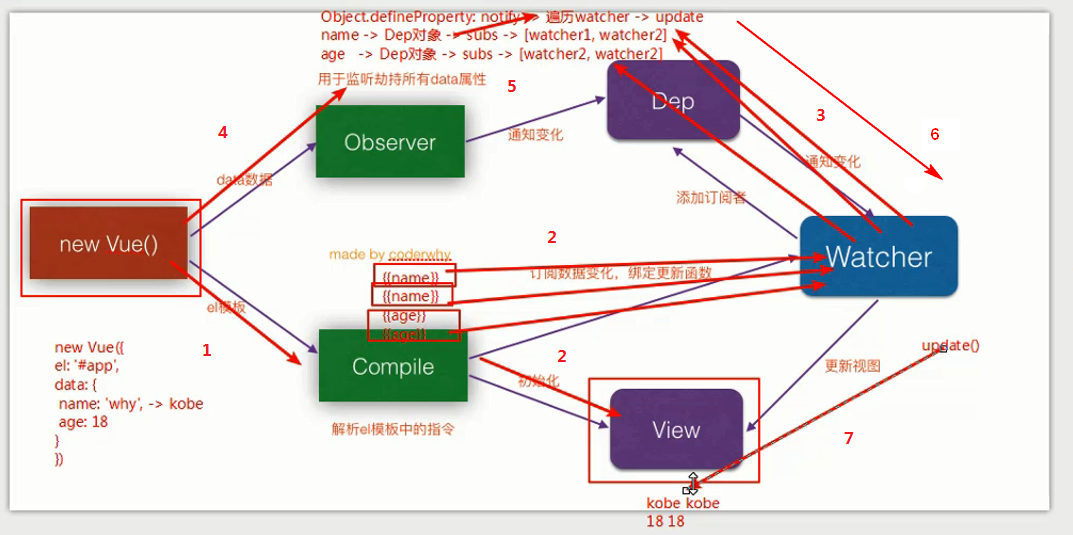 Object.defineProperty: notify -> 遍历watcher -> update
name -> Dep对象 -> subs -> [watcher1, watcher2]
age -> Dep对象 -> subs -> [watcher2, watcher2]
用于监听劫持所有data属性
5
Dep
4
Observer
通知变化
3
6
通知变化
data数据
添加订阅者
new Vue()
made by coderwhy
2
{{name}}
订阅数据变化，绑定更新函数
Watcher
{{name}}
el模板
{{age}}
{{age}}
1
new Vue({
el: '#app',
data: {
name: 'why', -> kobe
age: 18
}
})
Compile
2
初始化
update()
更新视图
解析el模板中的指令
View
7
kobe kobe
18 18